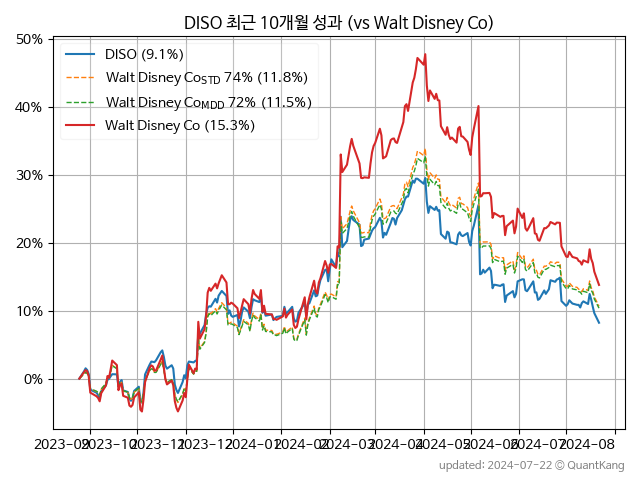 DISO 최근 10개월 성과 (vs Walt Disney Co)
50%
40%
30%
20%
10%
0%
DISO (9.1%)
Walt Disney CoSTD 74% (11.8%)
Walt Disney CoMDD 72% (11.5%)
Walt Disney Co (15.3%)
2023-09 2023-10 2023-11 2023-12 2024-01 2024-02 2024-03 2024-04 2024-05 2024-06 2024-07 2024-08
updated: 2024-07-22 © QuantKang